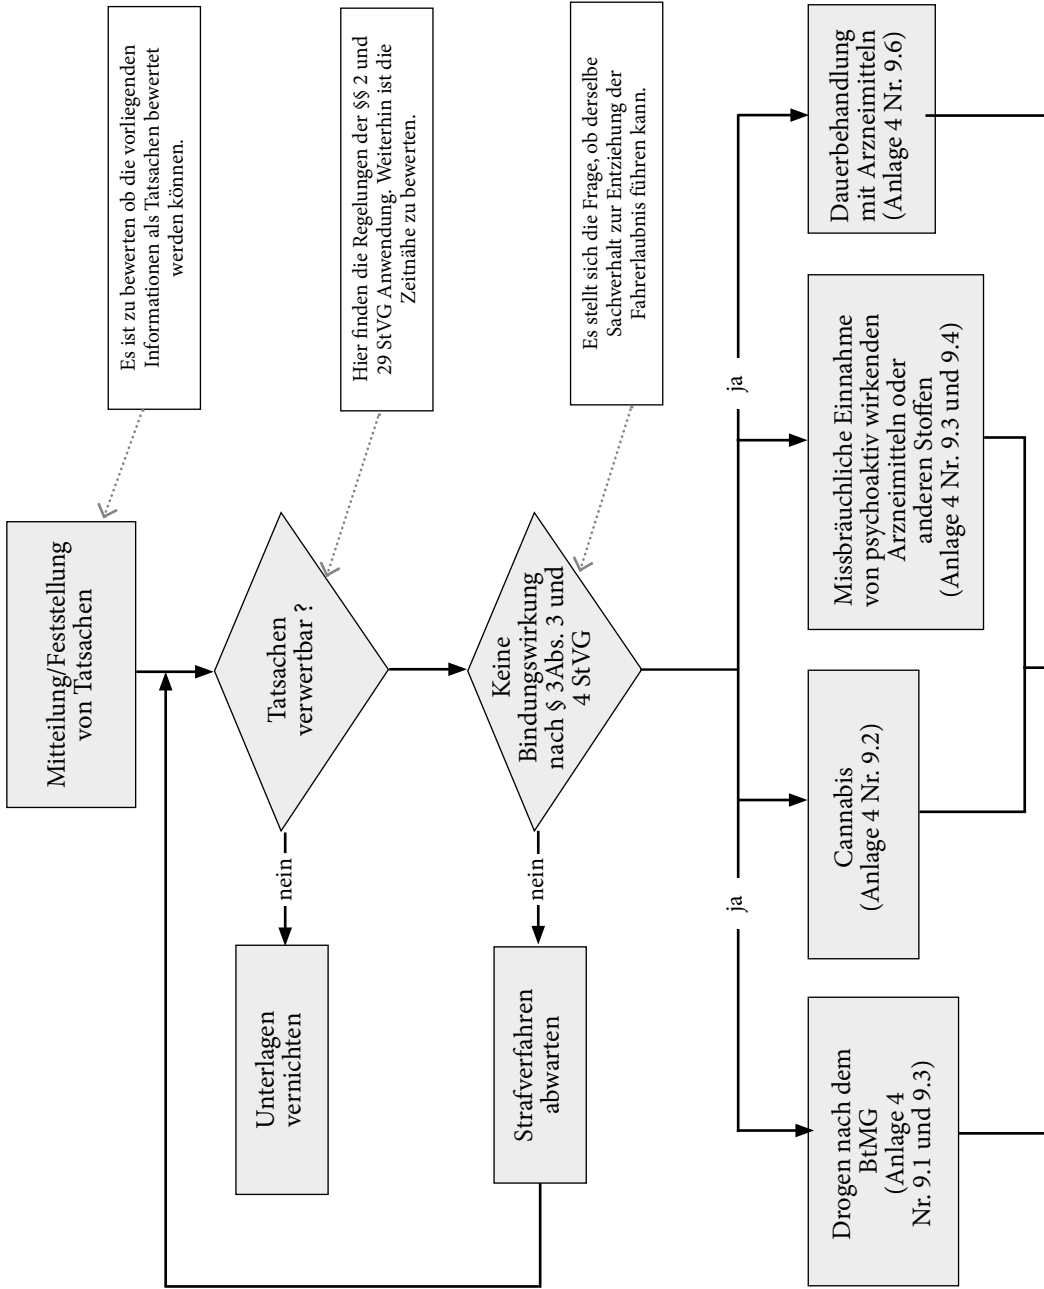 Mitteilung/Feststellung
von Tatsachen
Es ist zu bewerten ob die vorliegenden
Informationen als Tatsachen bewertet
werden können.
Tatsachen
verwertbar ?
Hier finden die Regelungen der §§ 2 und
29 StVG Anwendung. Weiterhin ist die
Zeitnähe zu bewerten.
nein
Unterlagen
vernichten
Keine
Bindungswirkung
nach § 3Abs. 3 und
4 StVG
Es stellt sich die Frage, ob derselbe
Sachverhalt zur Entziehung der
Fahrerlaubnis führen kann.
nein
Strafverfahren
abwarten
ja
ja
Drogen nach dem
BtMG
(Anlage 4
Nr. 9.1 und 9.3)
Cannabis
(Anlage 4 Nr. 9.2)
Missbräuchliche Einnahme
von psychoaktiv wirkenden
Arzneimitteln oder
anderen Stoffen
(Anlage 4 Nr. 9.3 und 9.4)
Dauerbehandlung
mit Arzneimitteln
(Anlage 4 Nr. 9.6)